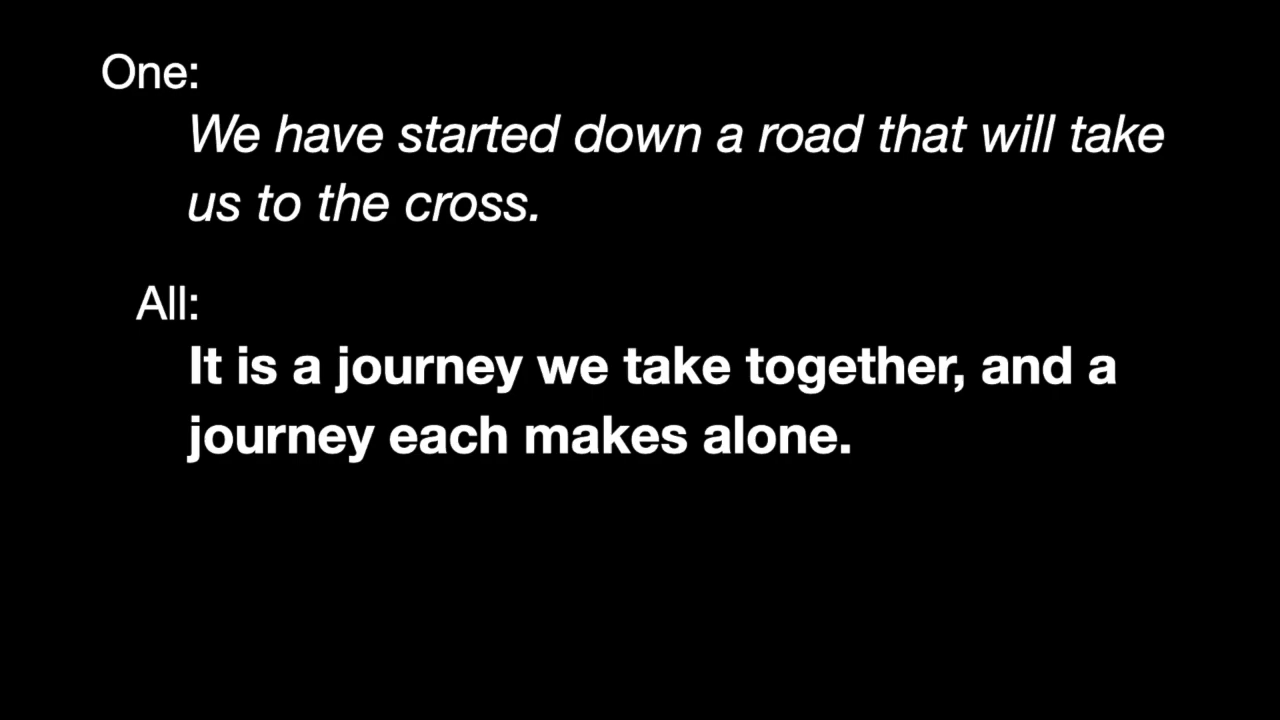 One:
We have started down a road that will take
us to the cross.
All:
It is a journey we take together, and a
journey each makes alone.